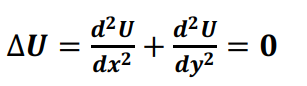 ΔU = d²U/dx² + d²U/dy² = 0